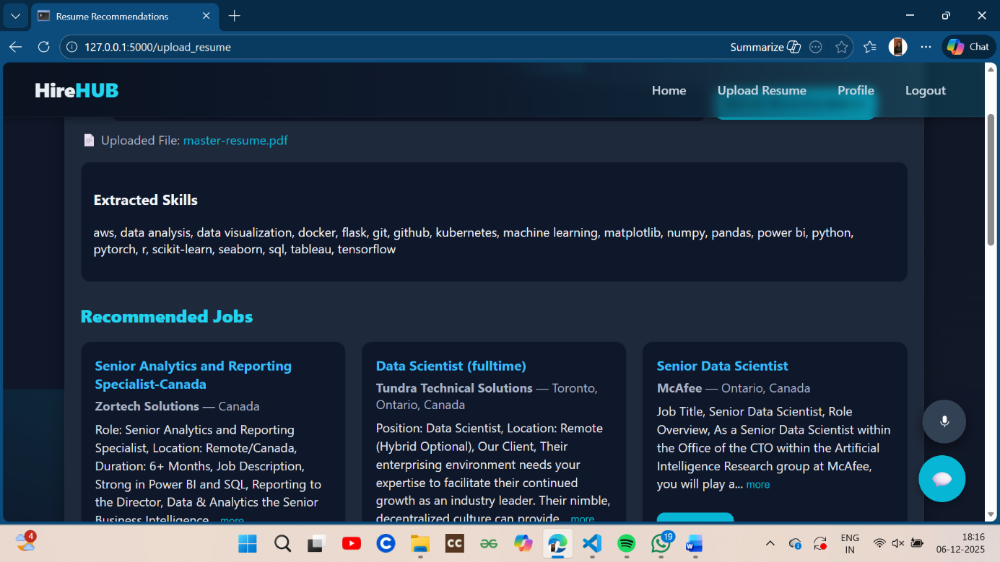 Resume Recommendations
127.0.0.1:5000/upload_resume
Summarize
Chat
HireHUB
Home
Upload Resume
Profile
Logout
Uploaded File: master-resume.pdf
Extracted Skills
aws, data analysis, data visualization, docker, flask, git, github, kubernetes, machine learning, matplotlib, numpy, pandas, power bi, python,
pytorch, r, scikit-learn, seaborn, sql, tableau, tensorflow
Recommended Jobs
Senior Analytics and Reporting
Specialist-Canada
Zortech Solutions — Canada
Role: Senior Analytics and Reporting
Specialist, Location: Remote/Canada,
Duration: 6+ Months, Job Description,
Strong in Power BI and SQL, Reporting to
the Director, Data & Analytics the Senior
Business Intelligence... more
Data Scientist (fulltime)
Tundra Technical Solutions — Toronto,
Ontario, Canada
Position: Data Scientist, Location: Remote
(Hybrid Optional), Our Client, Their
enterprising environment needs your
expertise to facilitate their continued
growth as an industry leader. Their nimble,
decentralized culture can provide... more
Senior Data Scientist
McAfee — Ontario, Canada
Job Title, Senior Data Scientist, Role
Overview, As a Senior Data Scientist within
the Office of the CTO within the Artificial
Intelligence Research group at McAfee,
you will play a... more
4
C
CC
19
W
ENG
IN
18:16
06-12-2025